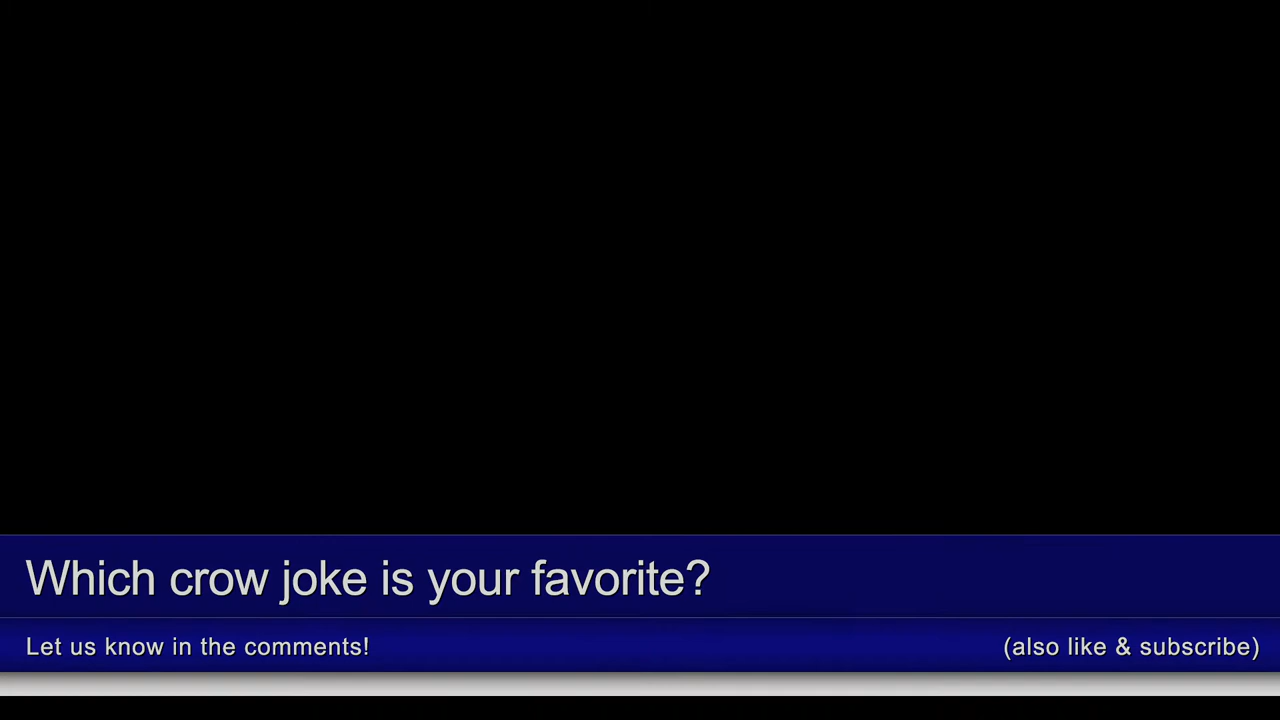 Which crow joke is your favorite?
Let us know in the comments!
(also like & subscribe)